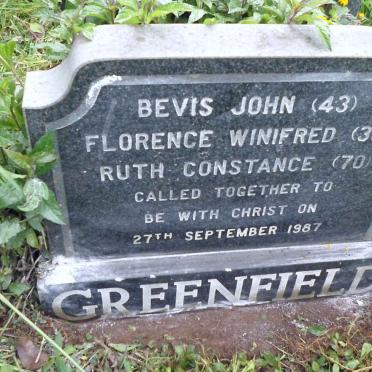 BEVIS JOHN (43)
FLORENCE WINIFRED (3
RUTH CONSTANCE (70)
CALLED TOGETHER TO
BE WITH CHRIST ON
27TH SEPTEMBER 1987
GREENFIELD